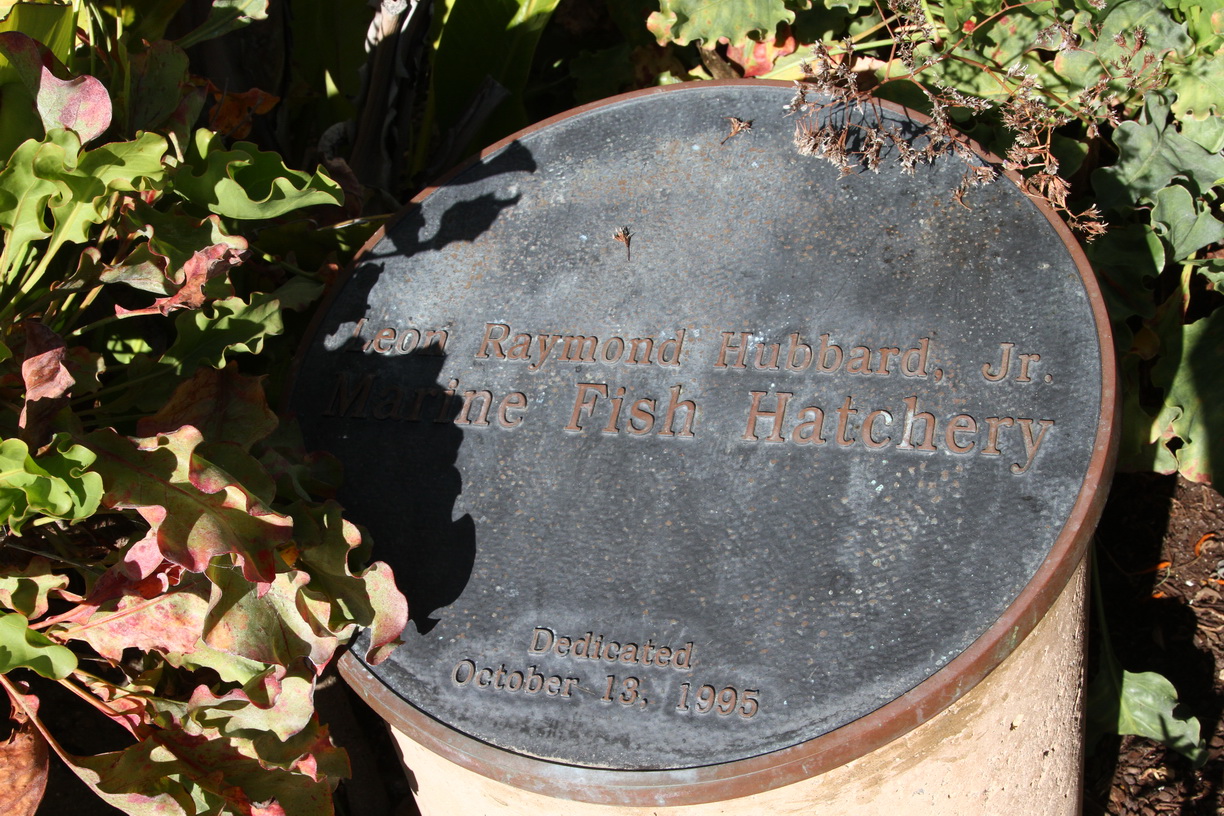 Leon Raymond Hubbard, Jr.
Marine Fish Hatchery
Dedicated
October 13, 1995